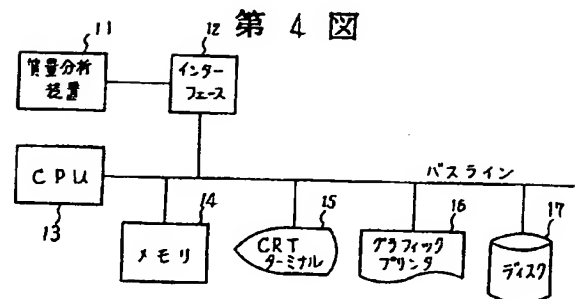 第 4 図
11
質量分析
装置
12
インター
フェース
CPU
13
バスライン
14
メモリ
15
CRT
ターミナル
16
グラフィック
プリンタ
17
ディスク